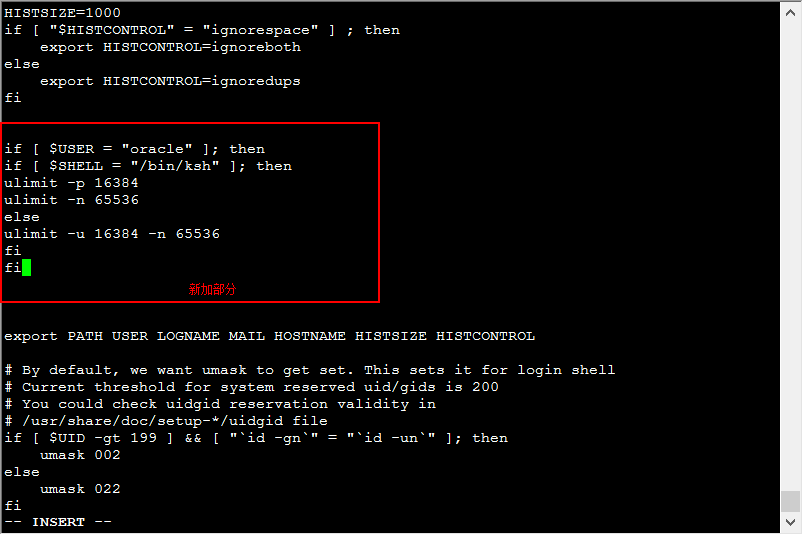 HISTSIZE=1000
if [ "$HISTCONTROL" = "ignorespace" ] ; then
    export HISTCONTROL=ignoreboth
else
    export HISTCONTROL=ignoredups
fi
if [ $USER = "oracle" ]; then
if [ $SHELL = "/bin/ksh" ]; then
ulimit -p 16384
ulimit -n 65536
else
ulimit -u 16384 -n 65536
fi
fi
新加部分
export PATH USER LOGNAME MAIL HOSTNAME HISTSIZE HISTCONTROL
# By default, we want umask to get set. This sets it for login shell
# Current threshold for system reserved uid/gids is 200
# You could check uidgid reservation validity in
# /usr/share/doc/setup-*/uidgid file
if [ $UID -gt 199 ] && [ "`id -gn`" = "`id -un`" ]; then
    umask 002
else
    umask 022
fi
-- INSERT --